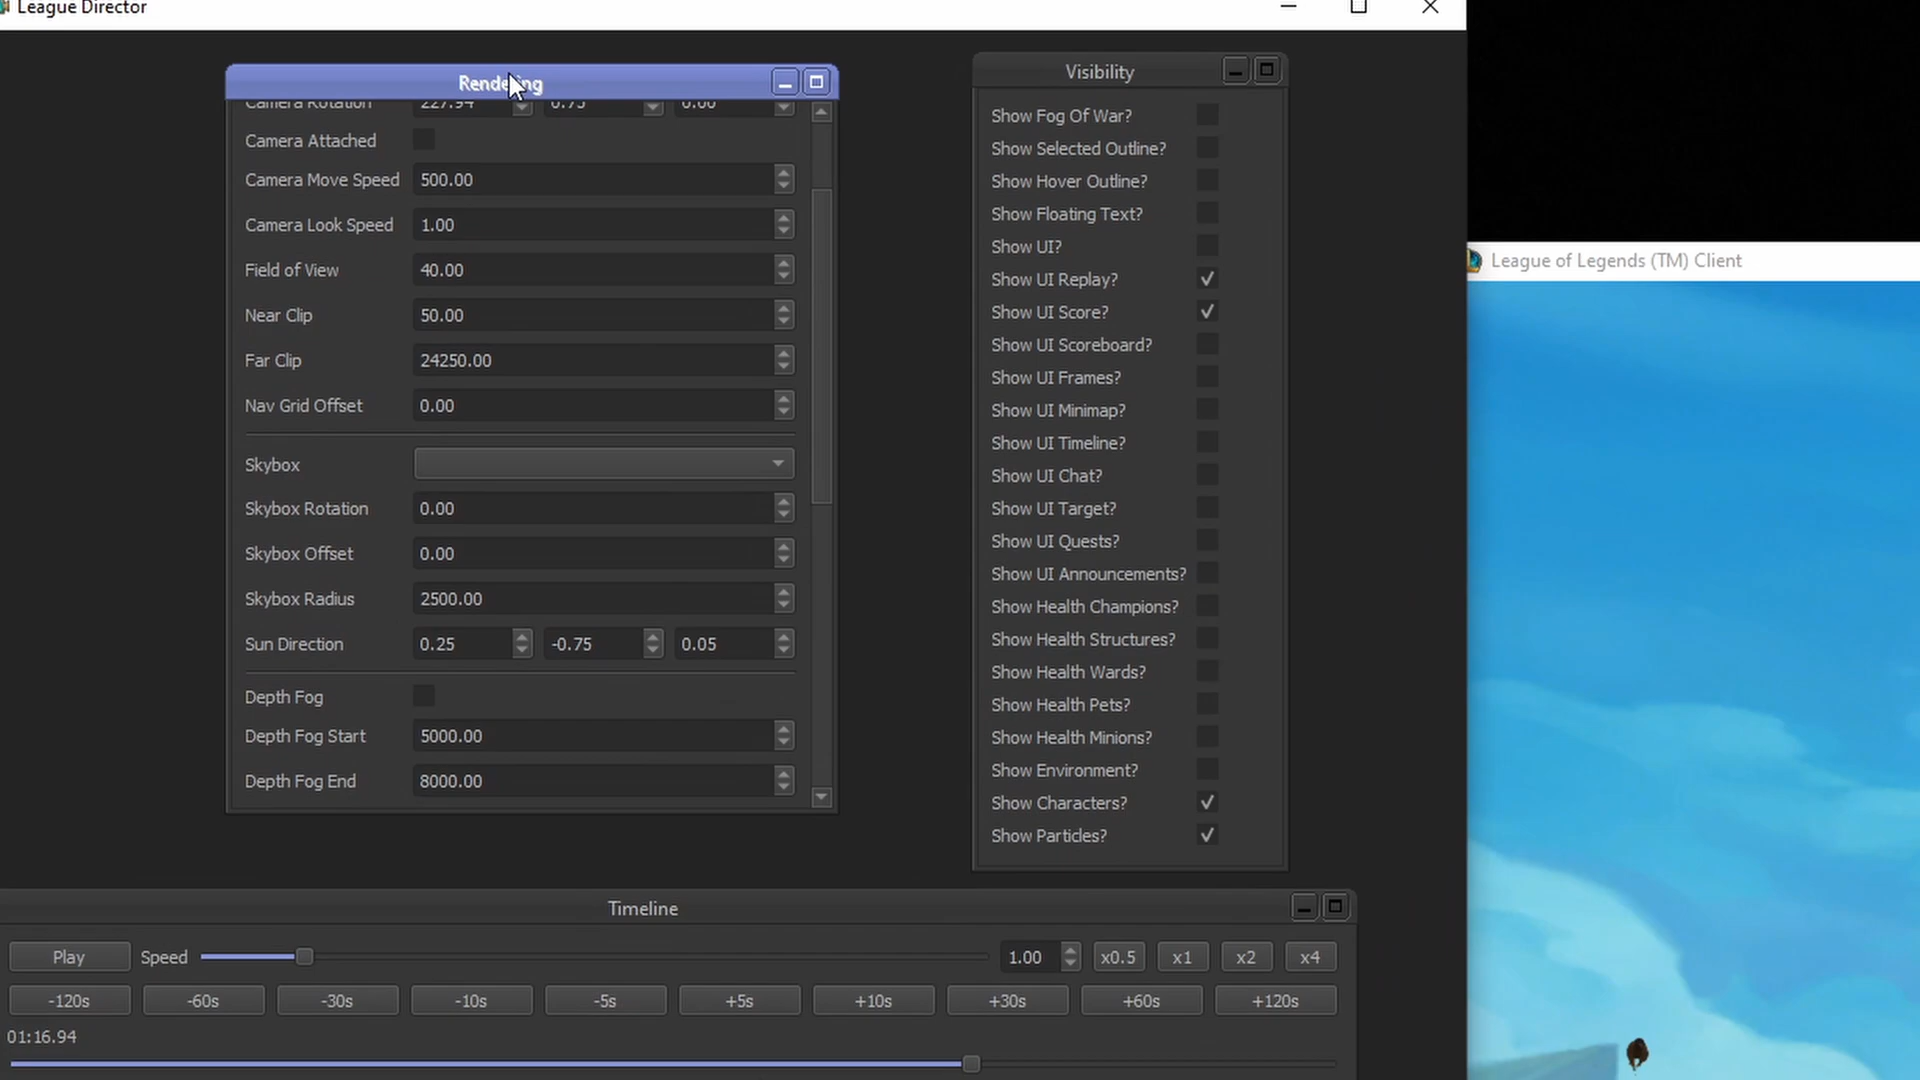 League Director
Rendering
Camera Rotation 227.94 0.75 0.00
Camera Attached
Camera Move Speed 500.00
Camera Look Speed 1.00
Field of View 40.00
Near Clip 50.00
Far Clip 24250.00
Nav Grid Offset 0.00
Skybox
Skybox Rotation 0.00
Skybox Offset 0.00
Skybox Radius 2500.00
Sun Direction 0.25 -0.75 0.05
Depth Fog
Depth Fog Start 5000.00
Depth Fog End 8000.00
Visibility
Show Fog Of War?
Show Selected Outline?
Show Hover Outline?
Show Floating Text?
Show UI?
Show UI Replay?
Show UI Score?
Show UI Scoreboard?
Show UI Frames?
Show UI Minimap?
Show UI Timeline?
Show UI Chat?
Show UI Target?
Show UI Quests?
Show UI Announcements?
Show Health Champions?
Show Health Structures?
Show Health Wards?
Show Health Pets?
Show Health Minions?
Show Environment?
Show Characters?
Show Particles?
League of Legends (TM) Client
Timeline
Play Speed 1.00 x0.5 x1 x2 x4
-120s -60s -30s -10s -5s +5s +10s +30s +60s +120s
01:16.94